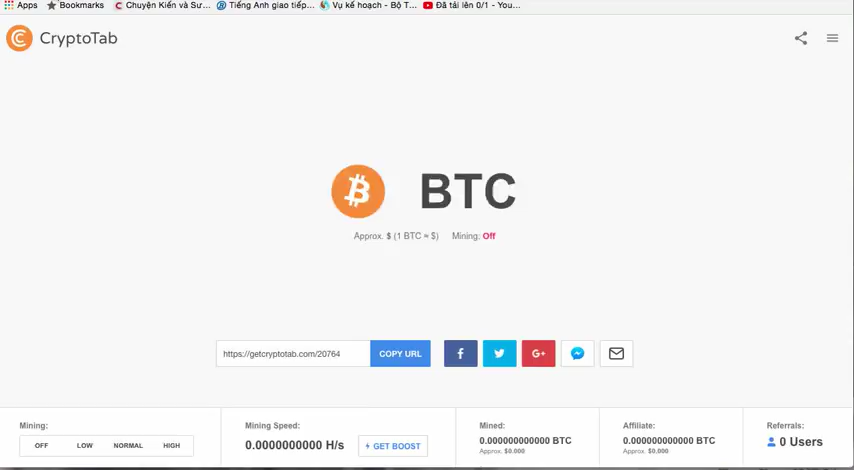 Apps Bookmarks Chuyện Kiến và Sư... Tiếng Anh giao tiếp... Vụ kế hoạch - Bộ T... Đã tải lên 0/1 - You...
CryptoTab
BTC
Approx. $ (1 BTC ≈ $) Mining: Off
https://getcryptotab.com/20764 COPY URL
Mining:
OFF LOW NORMAL HIGH
Mining Speed:
0.0000000000 H/s GET BOOST
Mined:
0.000000000000 BTC
Approx. $0.000
Affiliate:
0.000000000000 BTC
Approx. $0.000
Referrals:
0 Users